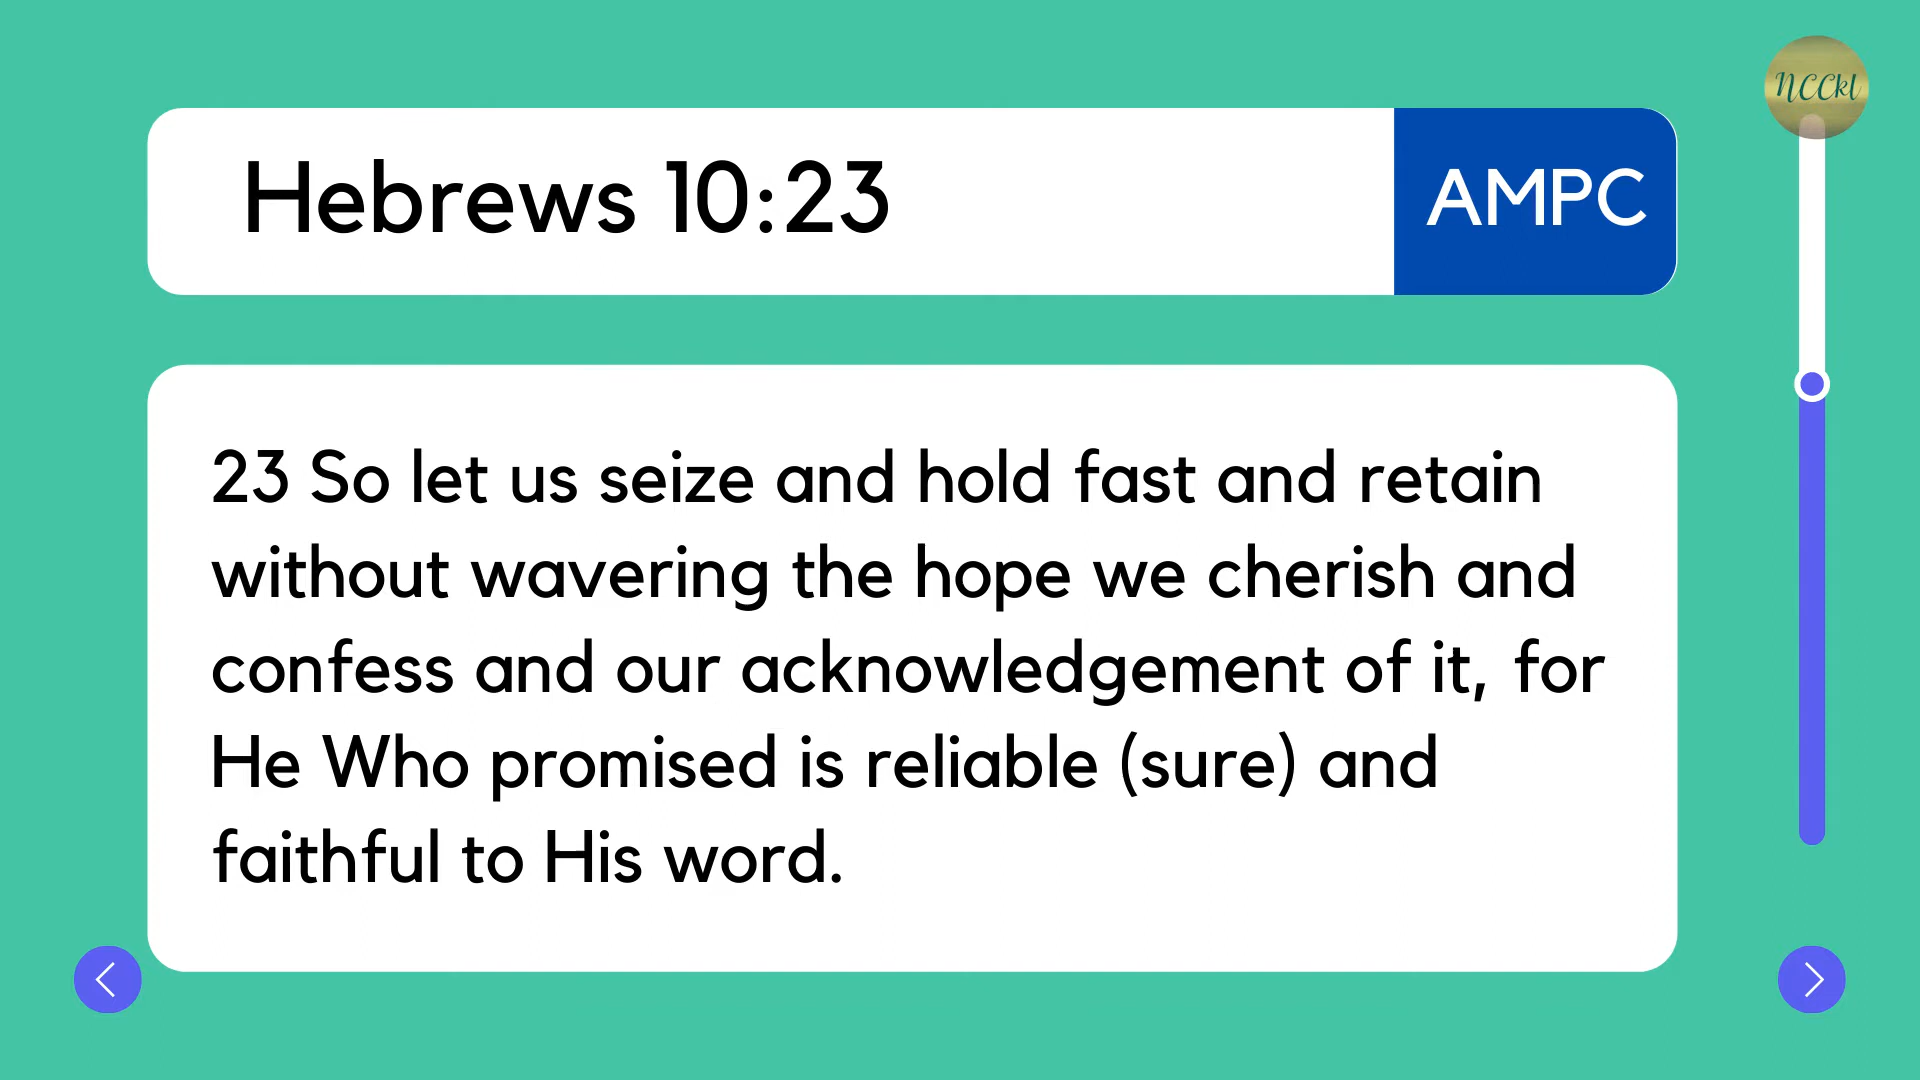 NCCkl
Hebrews 10:23
AMPC
23 So let us seize and hold fast and retain
without wavering the hope we cherish and
confess and our acknowledgement of it, for
He Who promised is reliable (sure) and
faithful to His word.